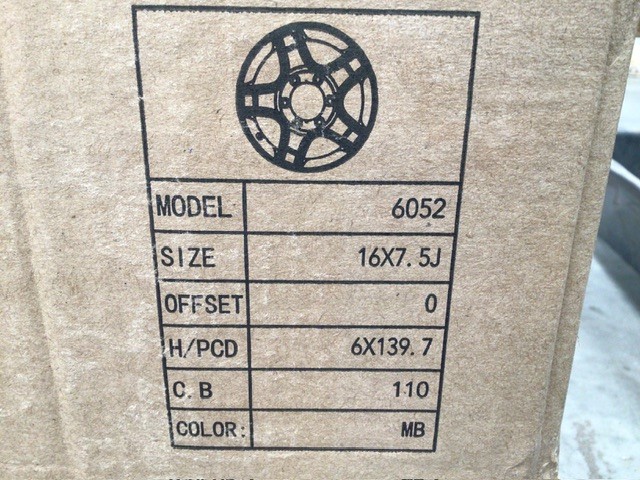 MODEL 6052
SIZE 16X7.5J
OFFSET 0
H/PCD 6X139.7
C.B 110
COLOR: MB